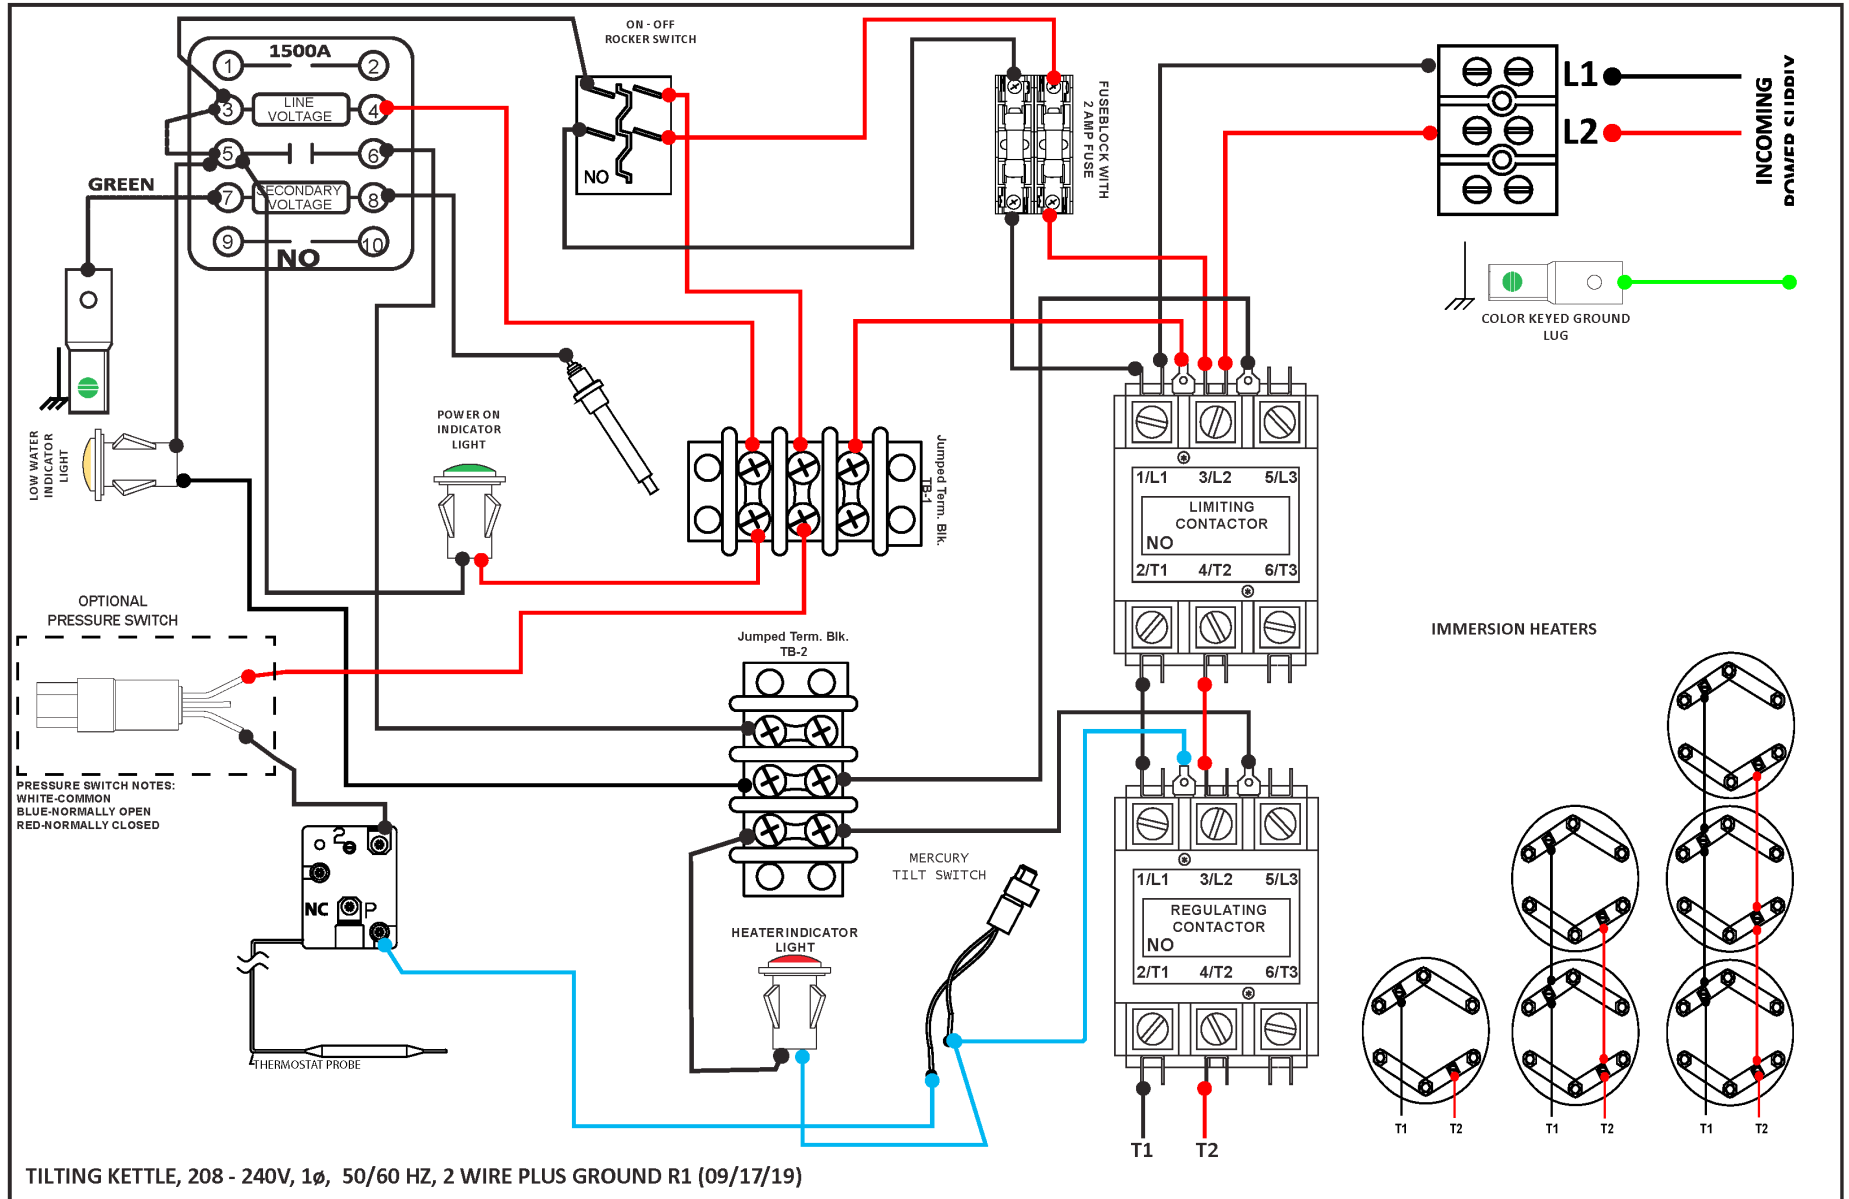 1500A
1
2
3
LINE
VOLTAGE
4
5
6
7
SECONDARY
VOLTAGE
8
9
10
NO
GREEN
ON - OFF
ROCKER SWITCH
NO
FUSEBLOCK WITH
2 AMP FUSE
L1
L2
INCOMING
POWER SUPPLY
COLOR KEYED GROUND
LUG
LOW WATER
INDICATOR
LIGHT
POWER ON
INDICATOR
LIGHT
Jumped Term. Blk.
TB-1
1/L1 3/L2 5/L3
LIMITING
CONTACTOR
NO
2/T1 4/T2 6/T3
OPTIONAL
PRESSURE SWITCH
PRESSURE SWITCH NOTES:
WHITE-COMMON
BLUE-NORMALLY OPEN
RED-NORMALLY CLOSED
Jumped Term. Blk.
TB-2
IMMERSION HEATERS
2
NC
P
THERMOSTAT PROBE
MERCURY
TILT SWITCH
HEATER INDICATOR
LIGHT
1/L1 3/L2 5/L3
REGULATING
CONTACTOR
NO
2/T1 4/T2 6/T3
T1 T2
T1 T2
T1 T2
T1 T2
TILTING KETTLE, 208 - 240V, 1ø, 50/60 HZ, 2 WIRE PLUS GROUND R1 (09/17/19)